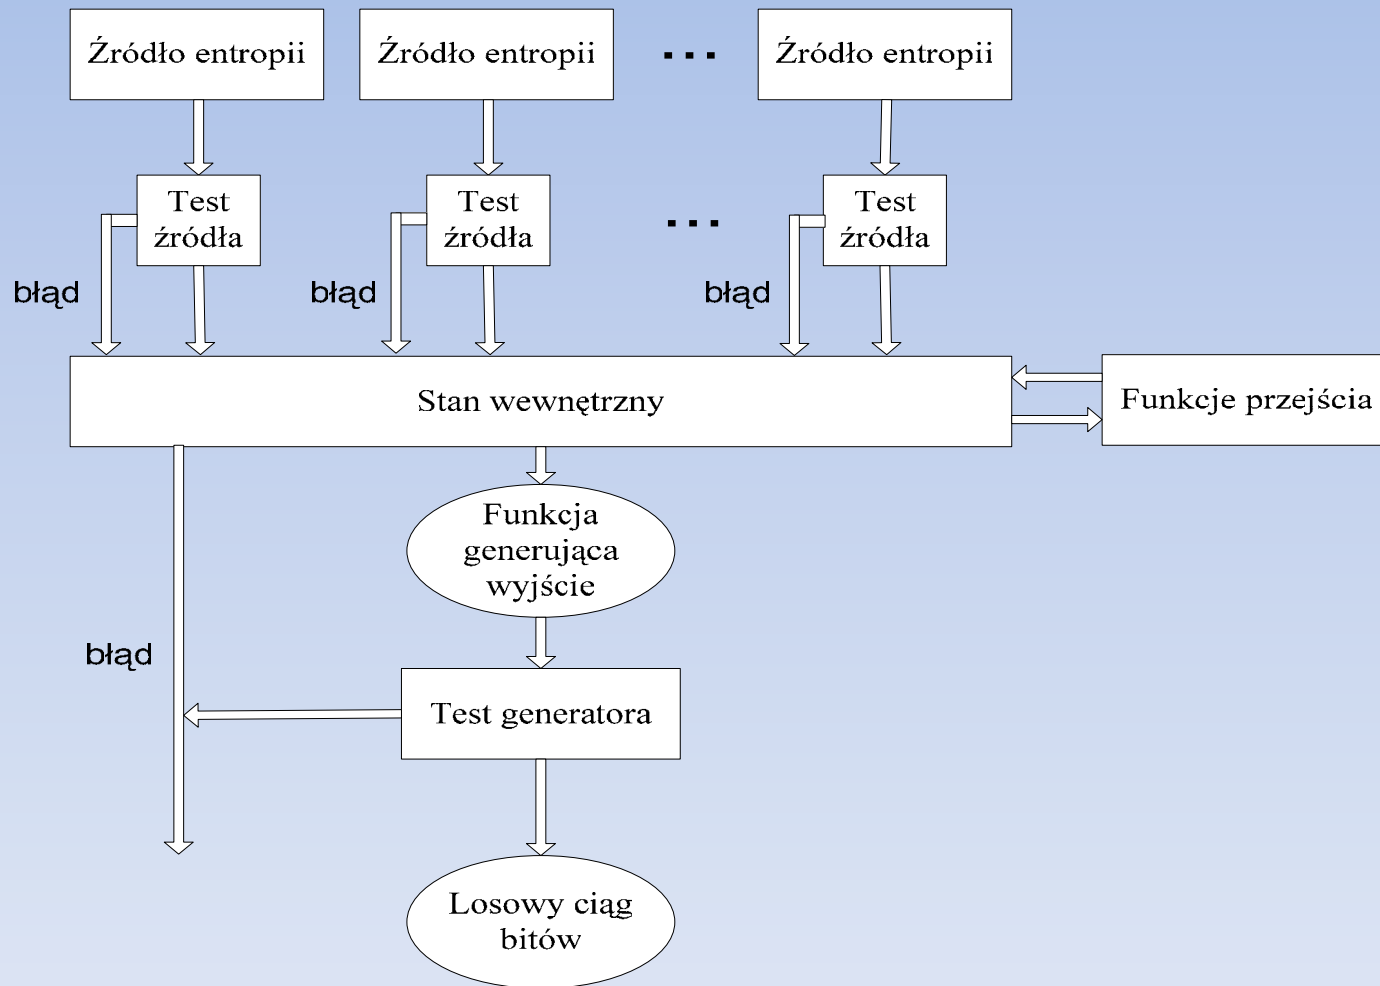 Źródło entropii
Źródło entropii
...
Źródło entropii
Test
źródła
Test
źródła
...
Test
źródła
błąd
błąd
błąd
Stan wewnętrzny
Funkcje przejścia
Funkcja
generująca
wyjście
błąd
Test generatora
Losowy ciąg
bitów